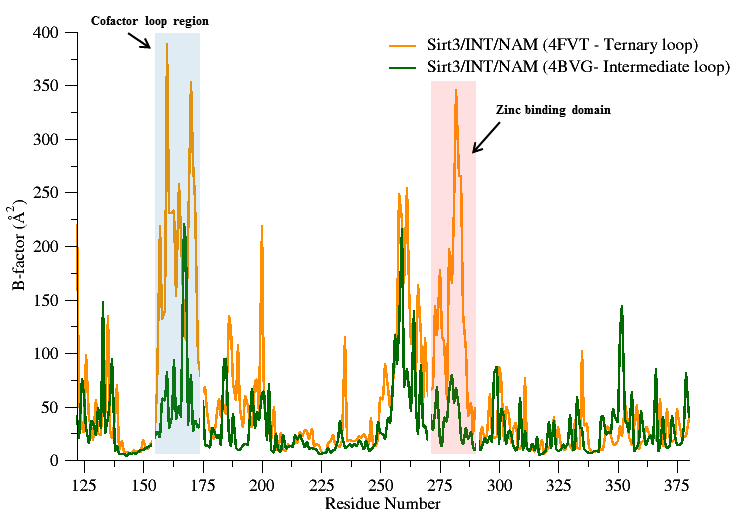 Cofactor loop region
Sirt3/INT/NAM (4FVT - Ternary loop)
Sirt3/INT/NAM (4BVG- Intermediate loop)
Zinc binding domain
B-factor (Å²)
400
350
300
250
200
150
100
50
0
125 150 175 200 225 250 275 300 325 350 375
Residue Number